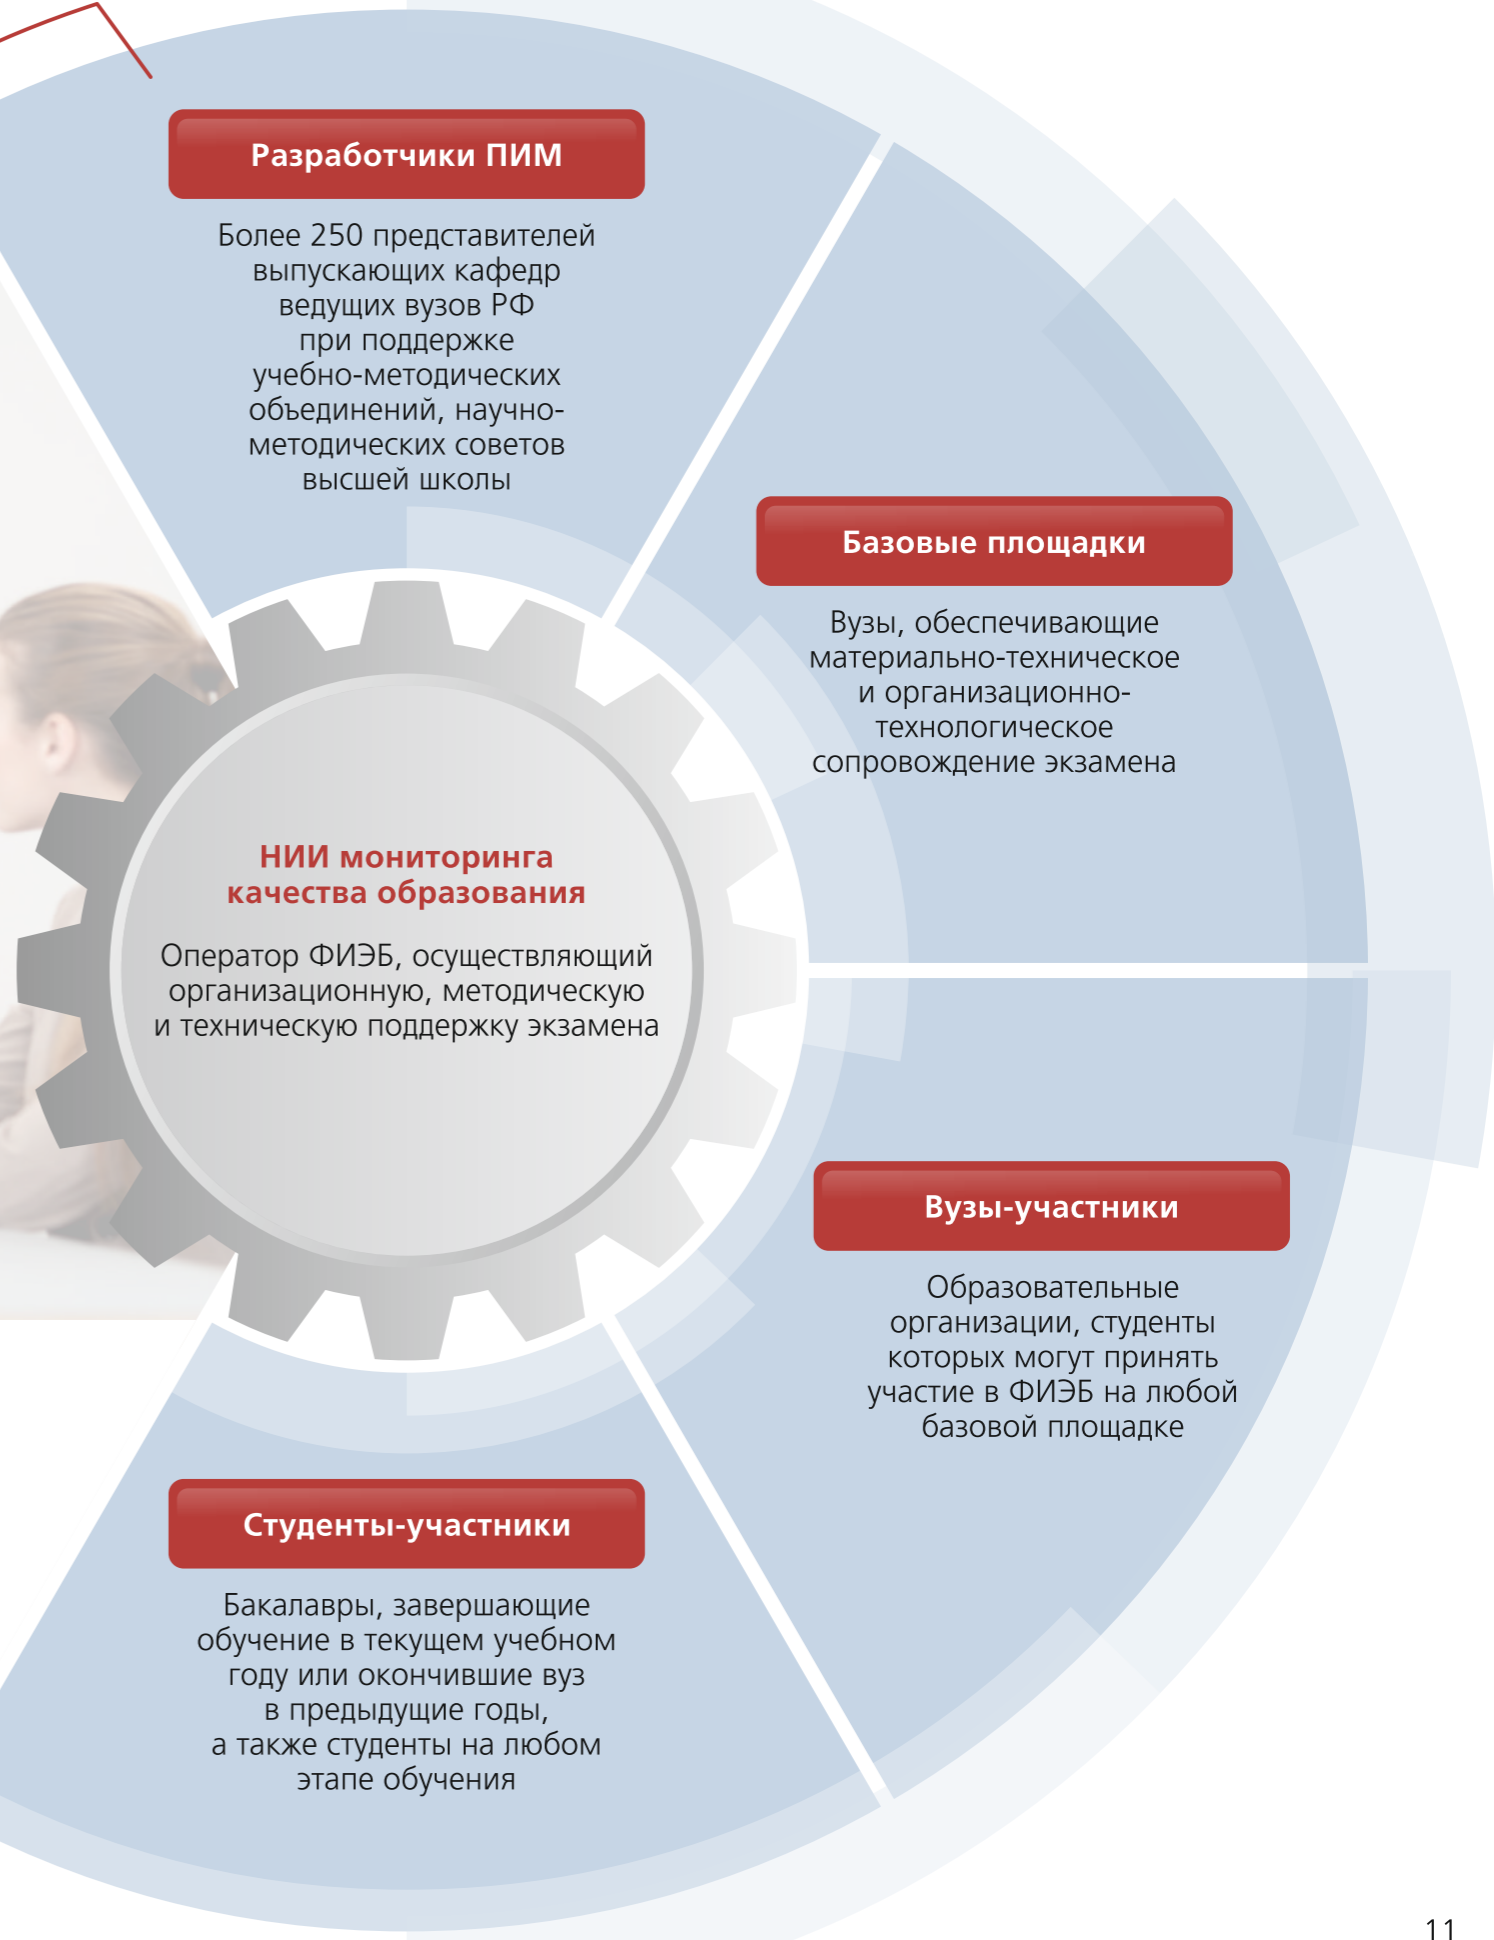 Разработчики ПИМ
Более 250 представителей
выпускающих кафедр
ведущих вузов РФ
при поддержке
учебно-методических
объединений, научно-
методических советов
высшей школы
Базовые площадки
Вузы, обеспечивающие
материально-техническое
и организационно-
технологическое
сопровождение экзамена
НИИ мониторинга
качества образования
Оператор ФИЭБ, осуществляющий
организационную, методическую
и техническую поддержку экзамена
Вузы-участники
Образовательные
организации, студенты
которых могут принять
участие в ФИЭБ на любой
базовой площадке
Студенты-участники
Бакалавры, завершающие
обучение в текущем учебном
году или окончившие вуз
в предыдущие годы,
а также студенты на любом
этапе обучения
11